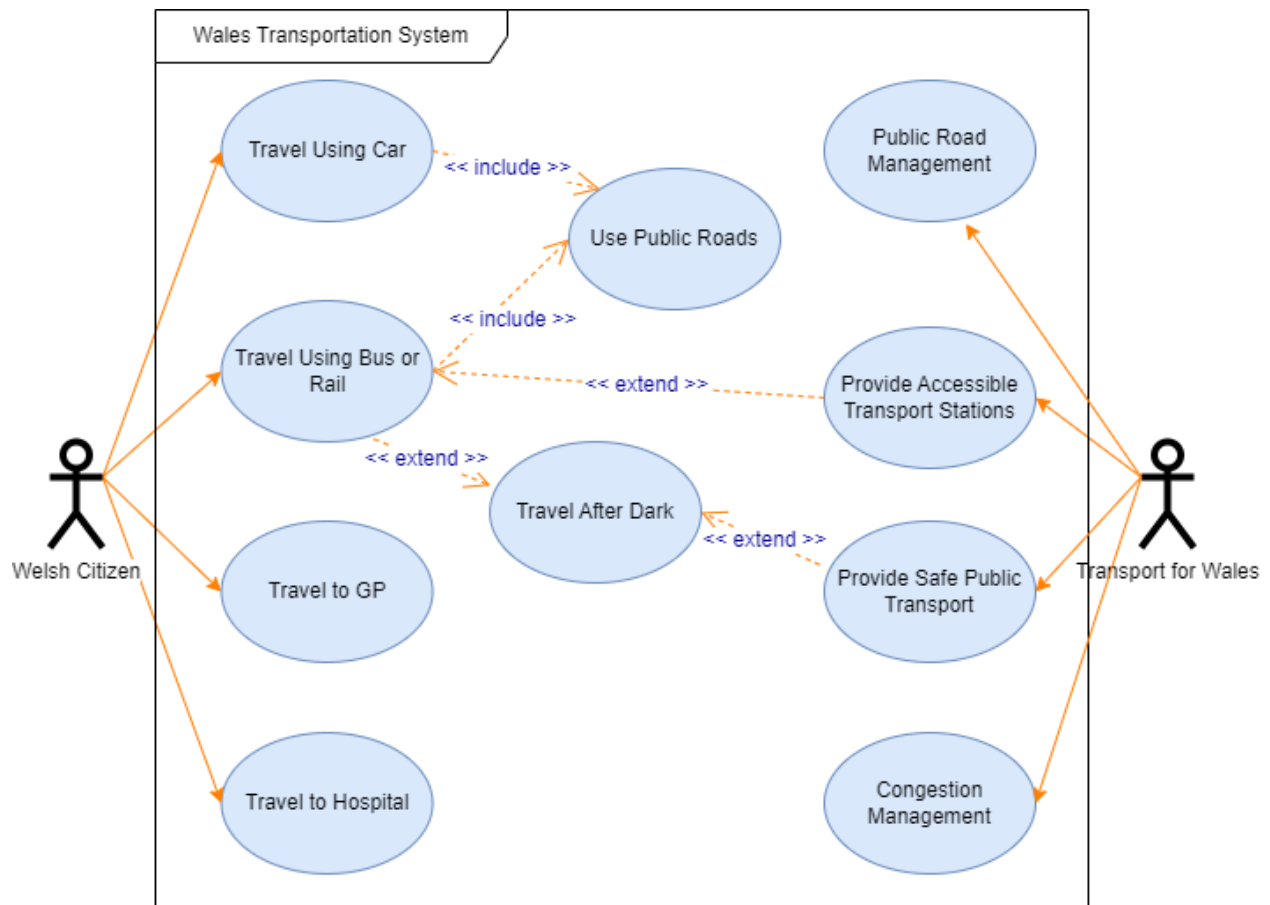 Wales Transportation System
Travel Using Car
Public Road
Management
<< include >>
Use Public Roads
<< include >>
Travel Using Bus or
Rail
<< extend >>
Provide Accessible
Transport Stations
<< extend >>
Travel After Dark
<< extend >>
Welsh Citizen
Transport for Wales
Travel to GP
Provide Safe Public
Transport
Travel to Hospital
Congestion
Management